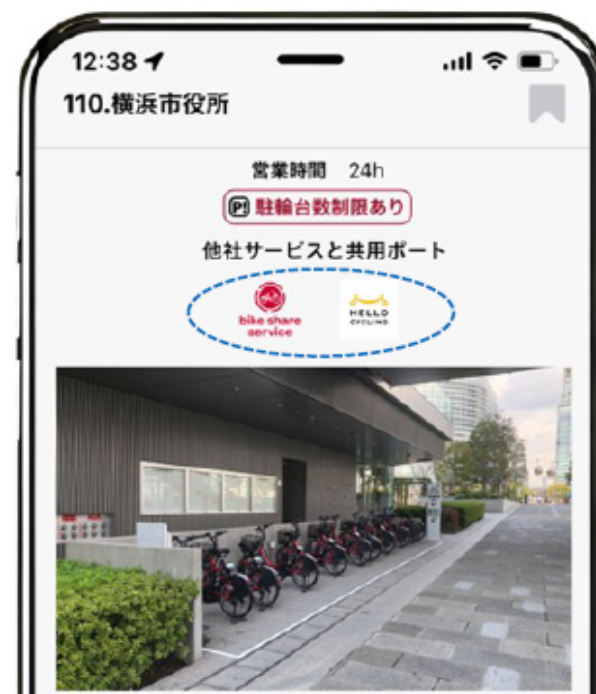 12:38
110.横浜市役所
営業時間 24h
P! 駐輪台数制限あり
他社サービスと共用ポート
bike share
service
HELLO
CYCLING